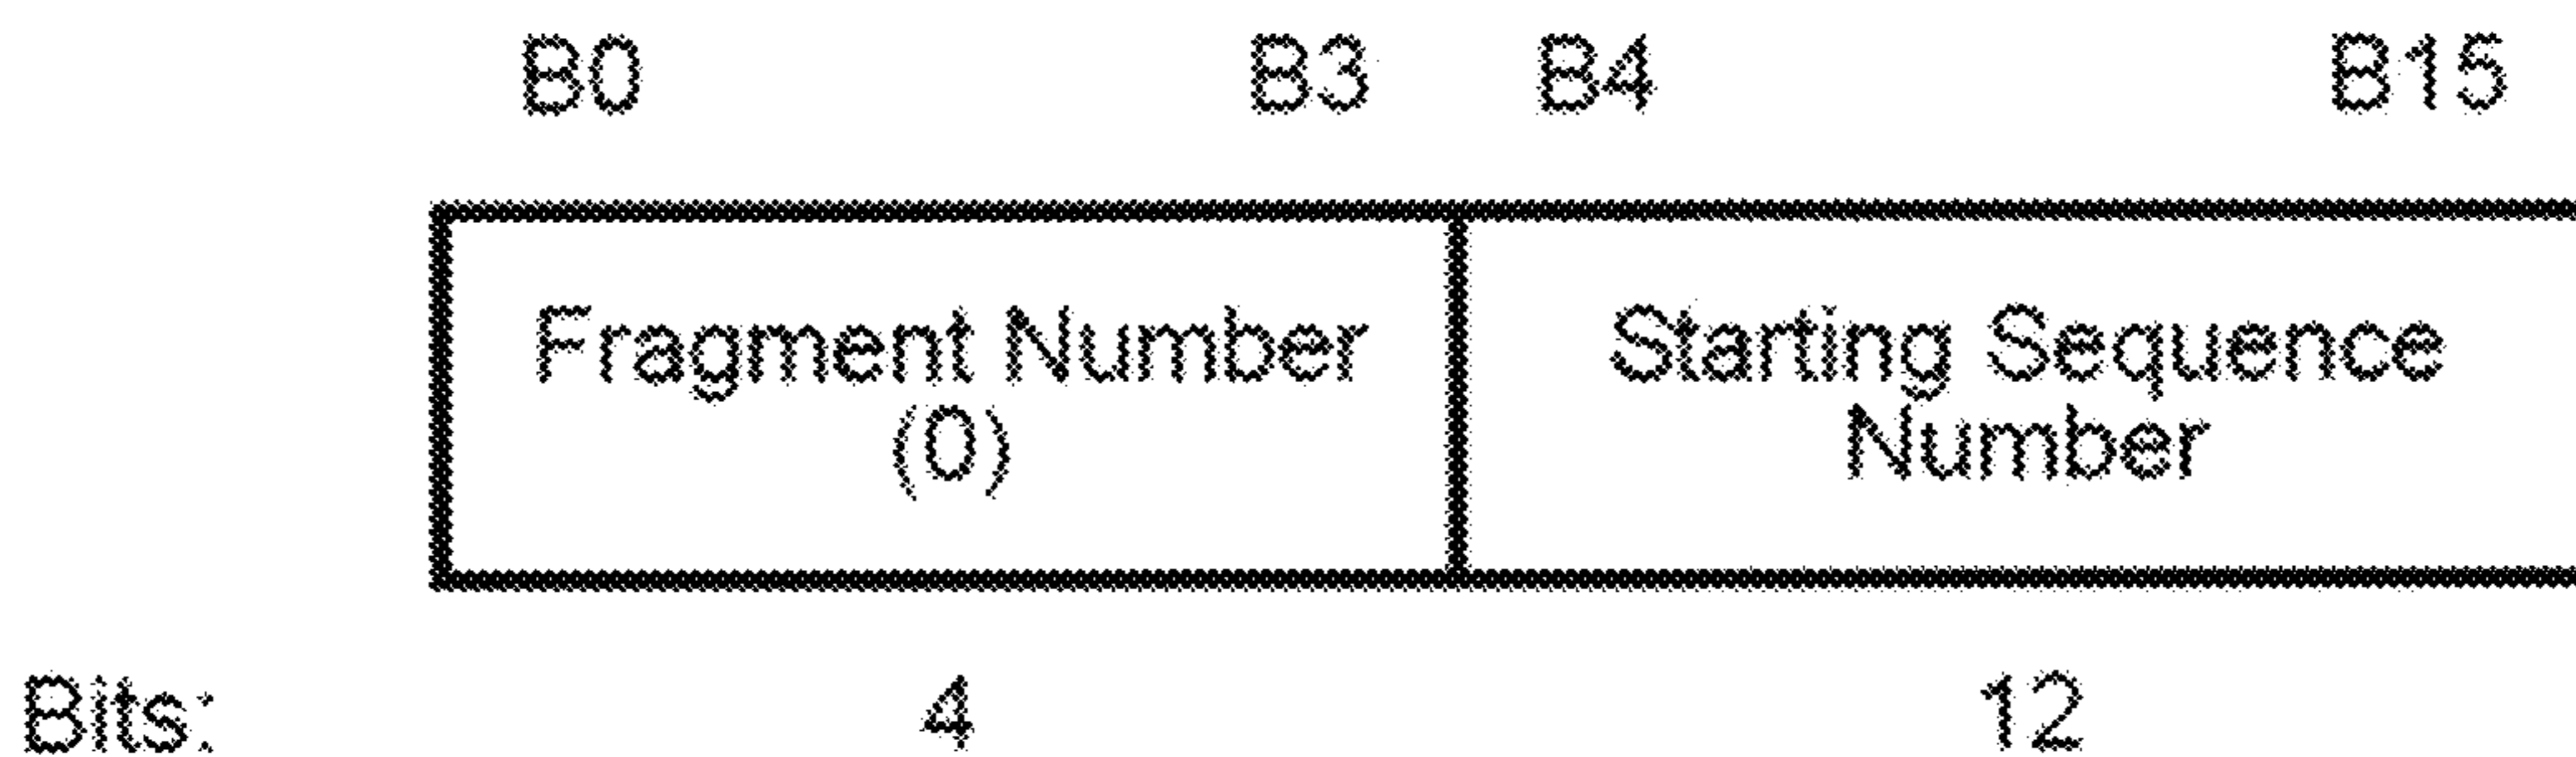 B0 B3 B4 B15
Fragment Number
(0)
Starting Sequence
Number
Bits: 4 12